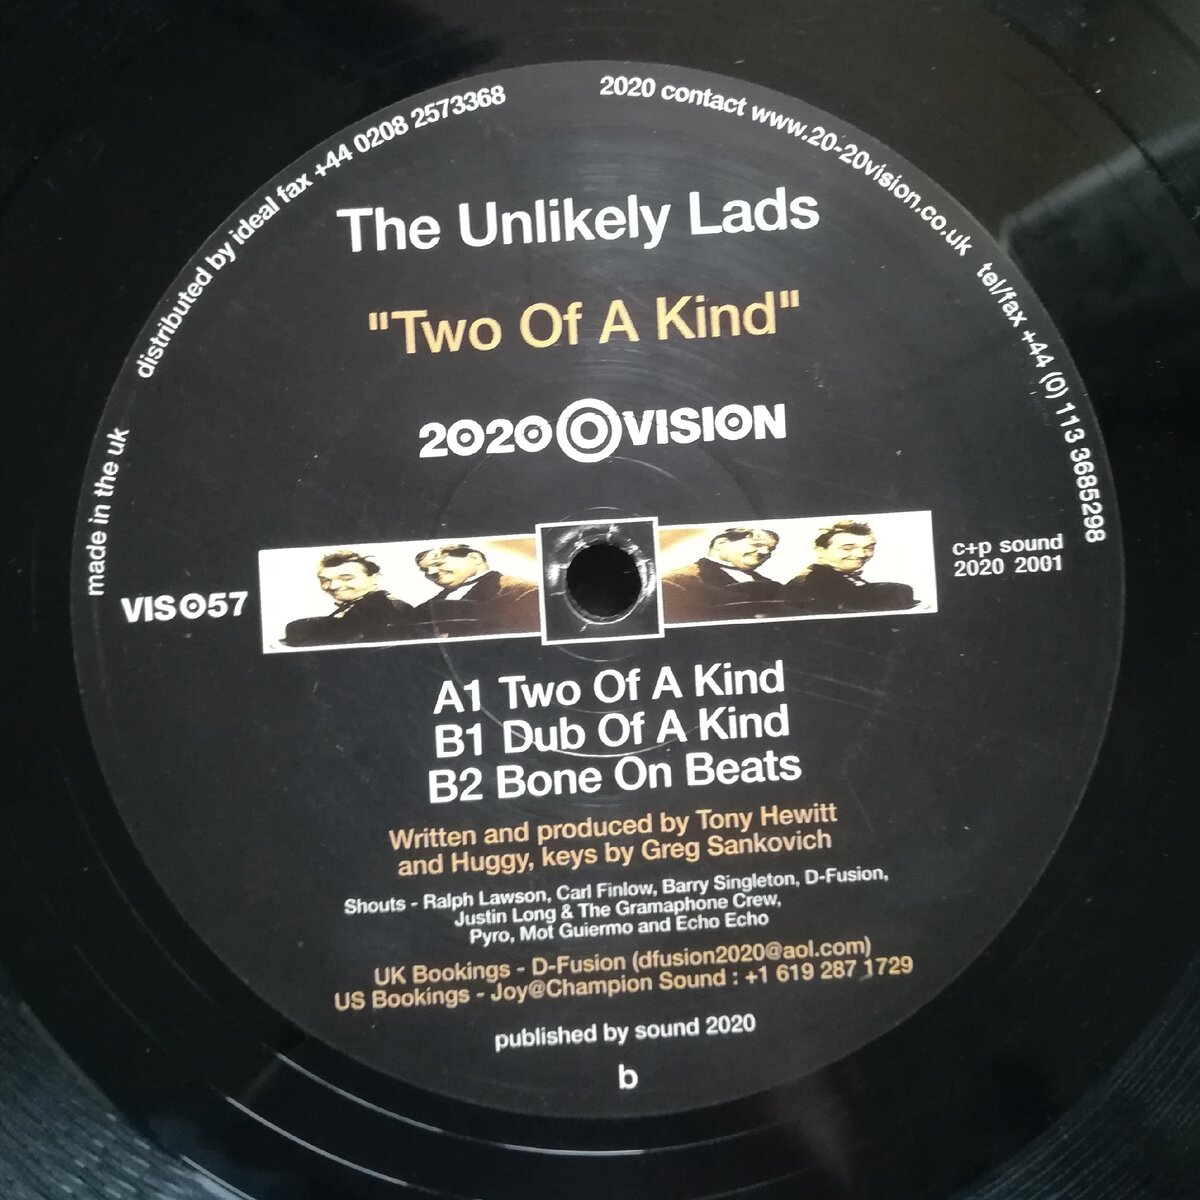 distributed by ideal fax +44 0208 2573368
2020 contact www.20-20vision.co.uk tel/fax +44 (0) 113 3685298
made in the uk
The Unlikely Lads
"Two Of A Kind"
2020 VISION
VIS 057
c+p sound
2020 2001
A1 Two Of A Kind
B1 Dub Of A Kind
B2 Bone On Beats
Written and produced by Tony Hewitt
and Huggy, keys by Greg Sankovich
Shouts - Ralph Lawson, Carl Finlow, Barry Singleton, D-Fusion,
Justin Long & The Gramaphone Crew,
Pyro, Mot Guiermo and Echo Echo
UK Bookings - D-Fusion (dfusion2020@aol.com)
US Bookings - Joy@Champion Sound : +1 619 287 1729
published by sound 2020
b